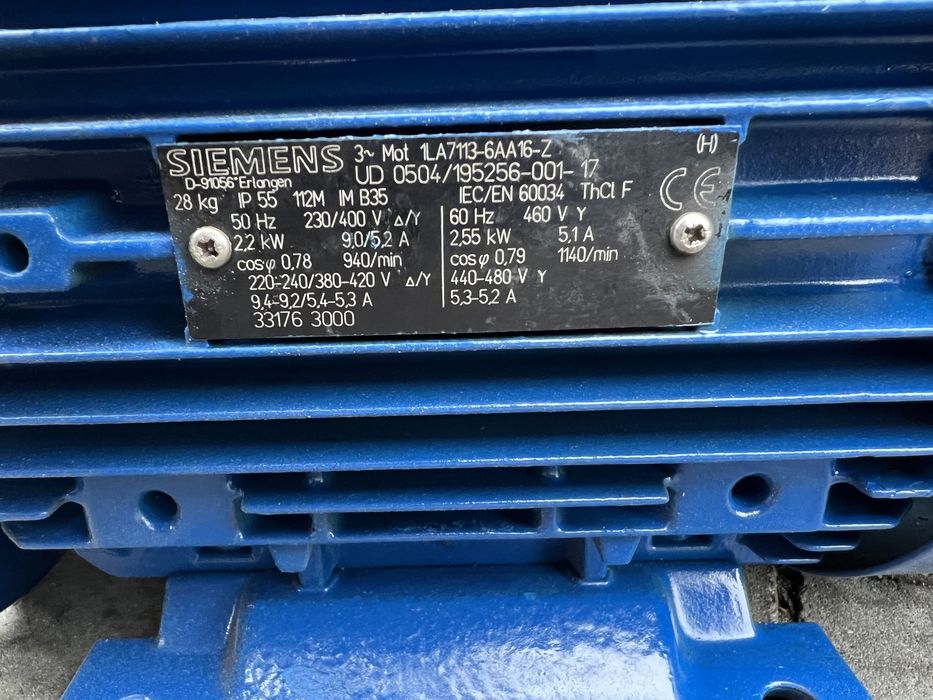 SIEMENS 3~ Mot 1LA7113-6AA16-Z (H)
D-91056 Erlangen UD 0504/195256-001-17
28 kg IP 55 112M IM B35 IEC/EN 60034 ThCl F CE
50 Hz 230/400 V Δ/Y 60 Hz 460 V Y
2,2 kW 9,0/5,2 A 2,55 kW 5,1 A
cosφ 0,78 940/min cosφ 0,79 1140/min
220-240/380-420 V Δ/Y 440-480 V Y
9,4-9,2/5,4-5,3 A 5,3-5,2 A
33176 3000